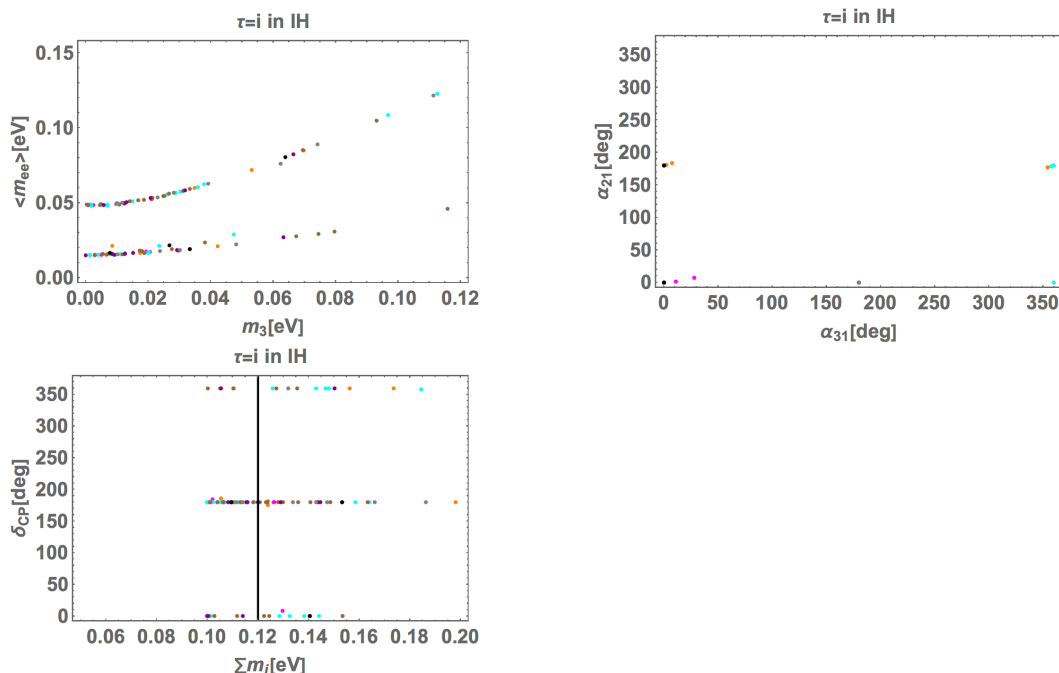 τ=i in IH
0.15
0.10
0.05
0.00
<m_ee>[eV]
0.00 0.02 0.04 0.06 0.08 0.10 0.12
m_3[eV]
τ=i in IH
350
300
250
200
150
100
50
0
α_21[deg]
0 50 100 150 200 250 300 350
α_31[deg]
τ=i in IH
350
300
250
200
150
100
50
0
δ_CP[deg]
0.06 0.08 0.10 0.12 0.14 0.16 0.18 0.20
∑m_i[eV]